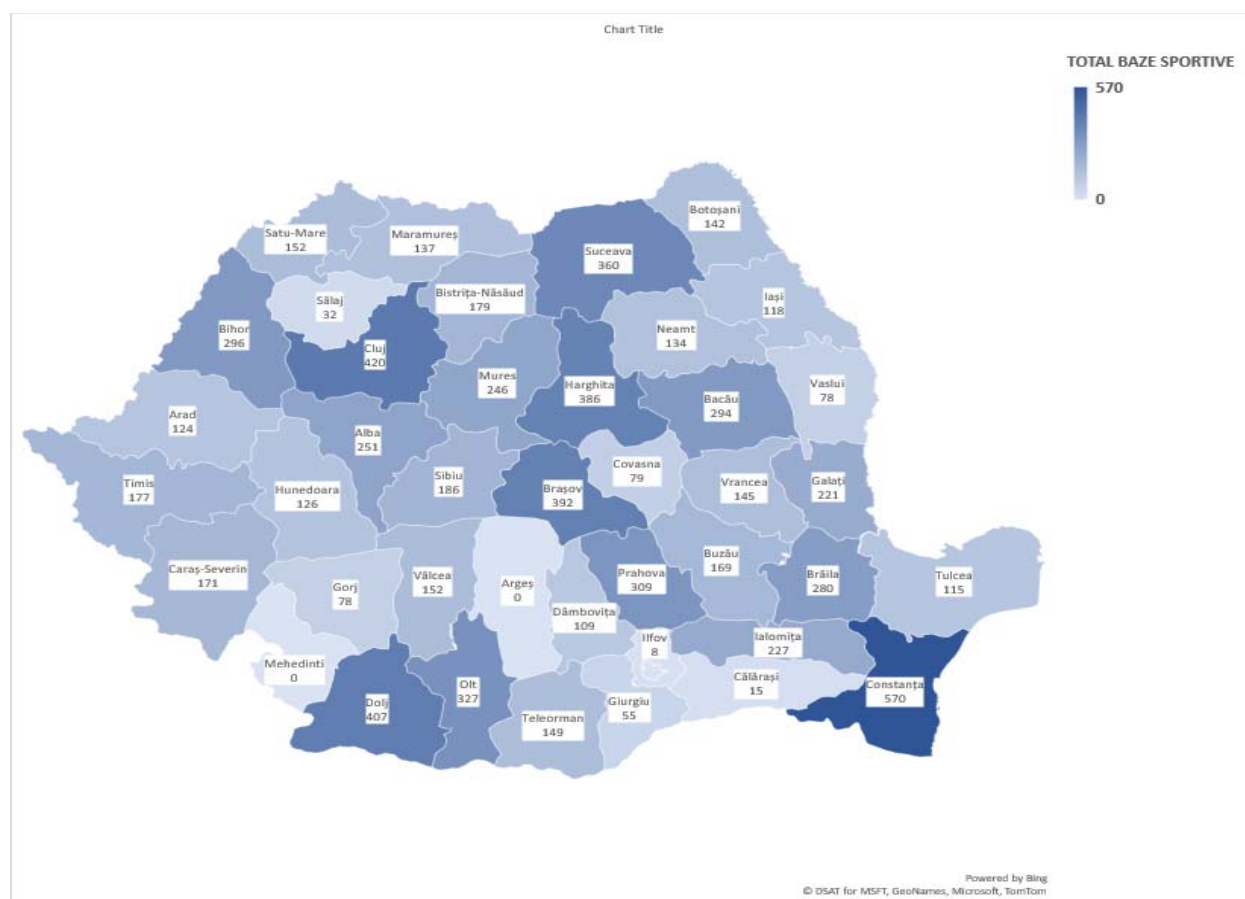 Chart Title
TOTAL BAZE SPORTIVE
570
0
Botoșani
142
Satu-Mare
152
Maramureș
137
Suceava
360
Bistrița-Năsăud
179
Iași
118
Sălaj
32
Bihor
296
Neamt
134
Cluj
420
Mures
246
Harghita
386
Vaslui
78
Bacău
294
Arad
124
Alba
251
Covasna
79
Sibiu
186
Galați
221
Timis
177
Hunedoara
126
Brașov
392
Vrancea
145
Buzău
169
Caraș-Severin
171
Gorj
78
Vâlcea
152
Argeș
0
Prahova
309
Brăila
280
Tulcea
115
Dâmbovița
109
Ilfov
8
Ialomița
227
Mehedinti
0
Călărași
15
Constanța
570
Olt
327
Dolj
407
Giurgiu
55
Teleorman
149
Powered by Bing
© DSAT for MSFT, GeoNames, Microsoft, TomTom